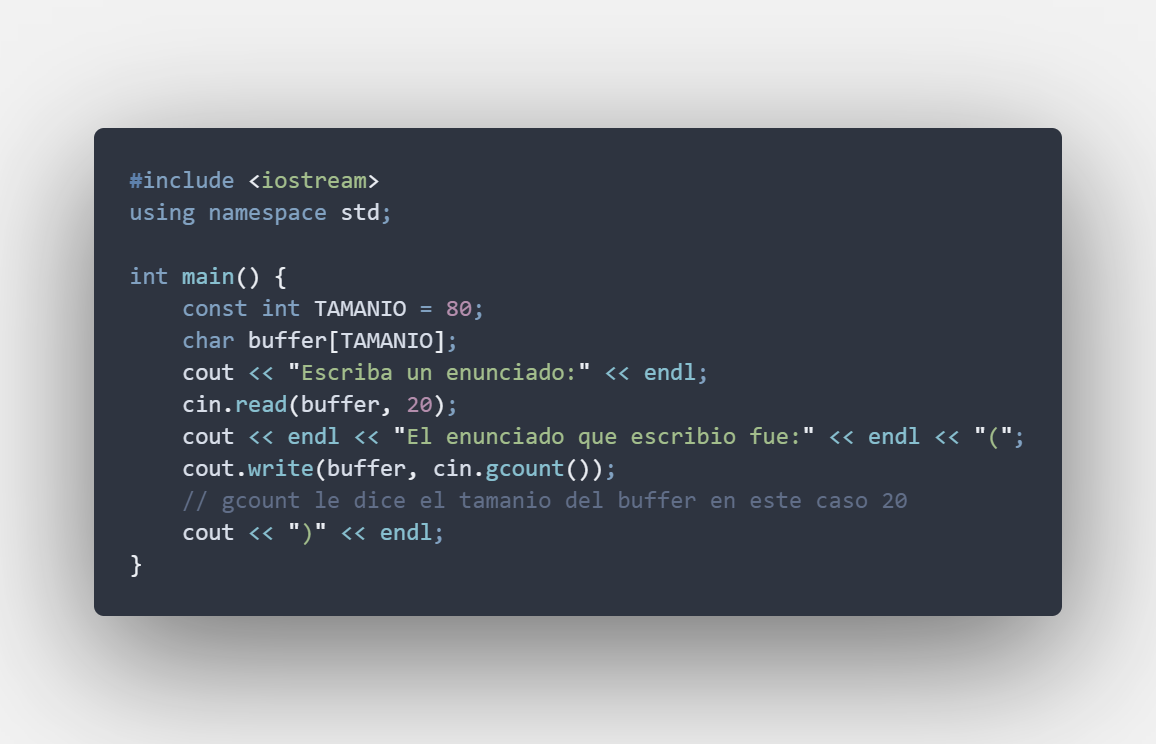 #include <iostream>
using namespace std;

int main() {
    const int TAMANIO = 80;
    char buffer[TAMANIO];
    cout << "Escriba un enunciado:" << endl;
    cin.read(buffer, 20);
    cout << endl << "El enunciado que escribio fue:" << endl << "(";
    cout.write(buffer, cin.gcount());
    // gcount le dice el tamanio del buffer en este caso 20
    cout << ")" << endl;
}